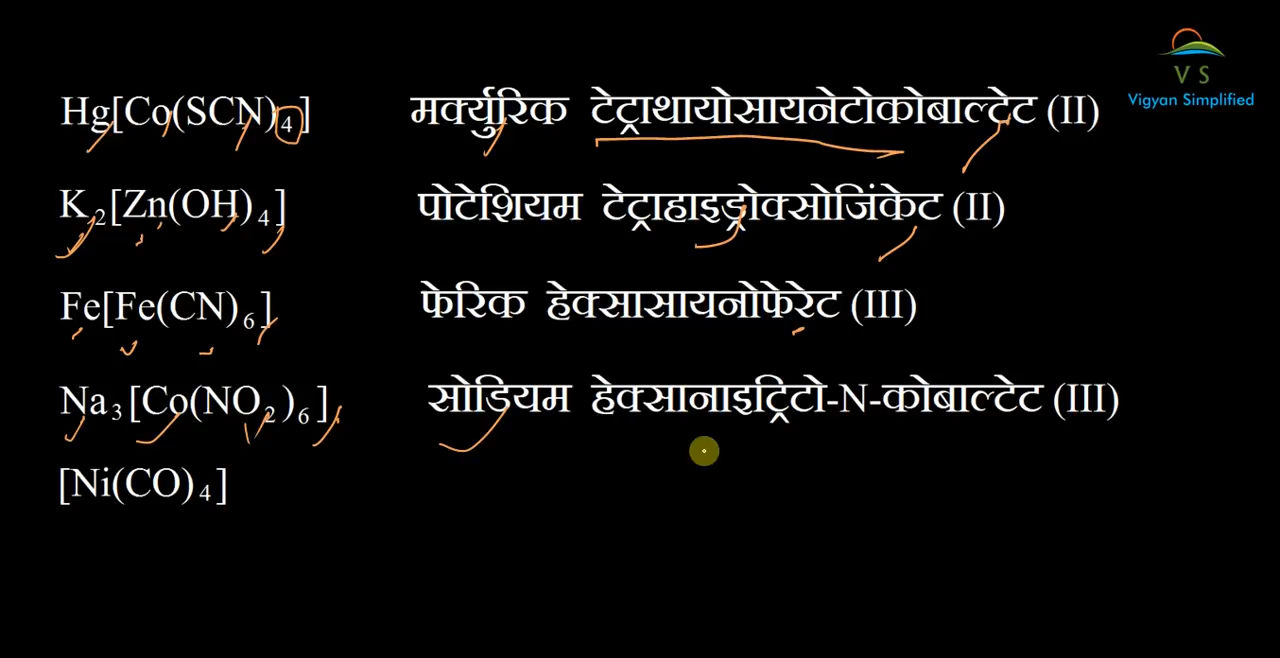 V S
Vigyan Simplified
Hg[Co(SCN)₄] मर्क्युरिक टेट्राथायोसायनेटोकोबाल्टेट (II)
K₂[Zn(OH)₄] पोटेशियम टेट्राहाइड्रोक्सोजिंकेट (II)
Fe[Fe(CN)₆] फेरिक हेक्सासायनोफेरेट (III)
Na₃[Co(NO₂)₆] सोडियम हेक्सानाइट्रिटो-N-कोबाल्टेट (III)
[Ni(CO)₄]